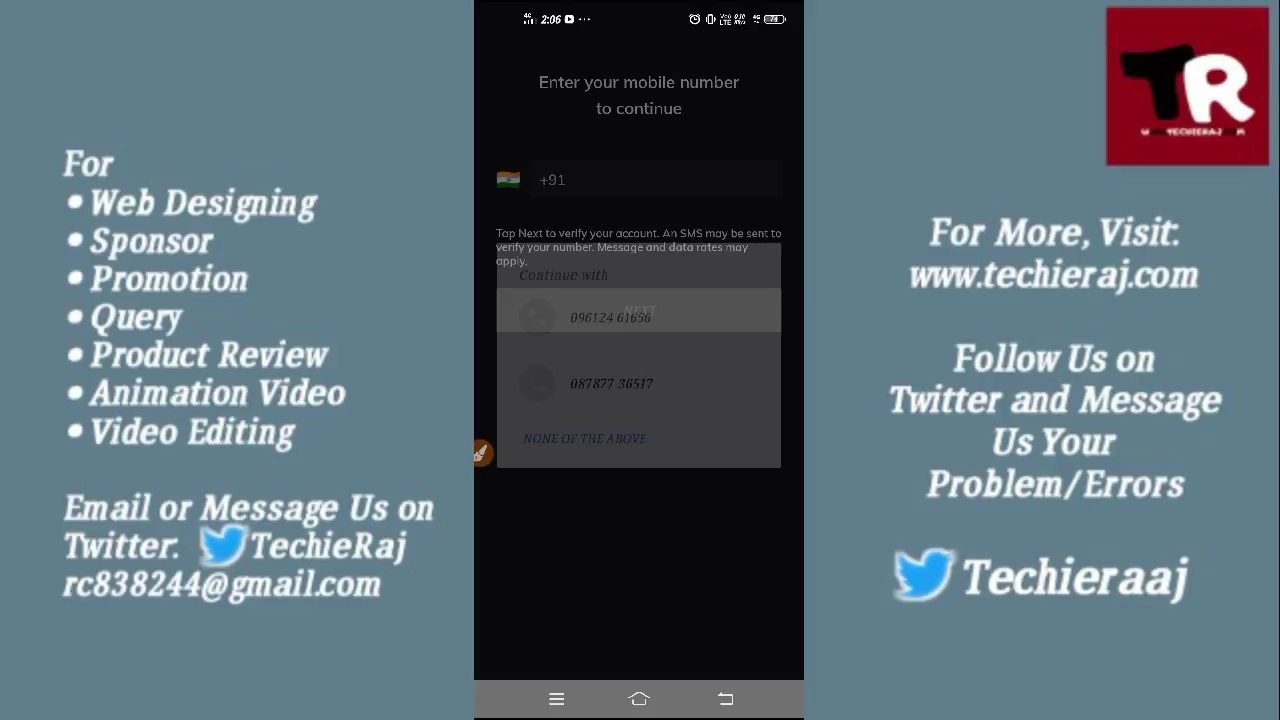 For
• Web Designing
• Sponsor
• Promotion
• Query
• Product Review
• Animation Video
• Video Editing
Email or Message Us on
Twitter. TechieRaj
rc838244@gmail.com
4G 2:06
74
Enter your mobile number
to continue
+91
Tap Next to verify your account. An SMS may be sent to
verify your number. Message and data rates may
apply.
Continue with
NEXT
096124 61656
087877 36517
NONE OF THE ABOVE
TR
For More, Visit:
www.techieraj.com
Follow Us on
Twitter and Message
Us Your
Problem/Errors
Techieraaj